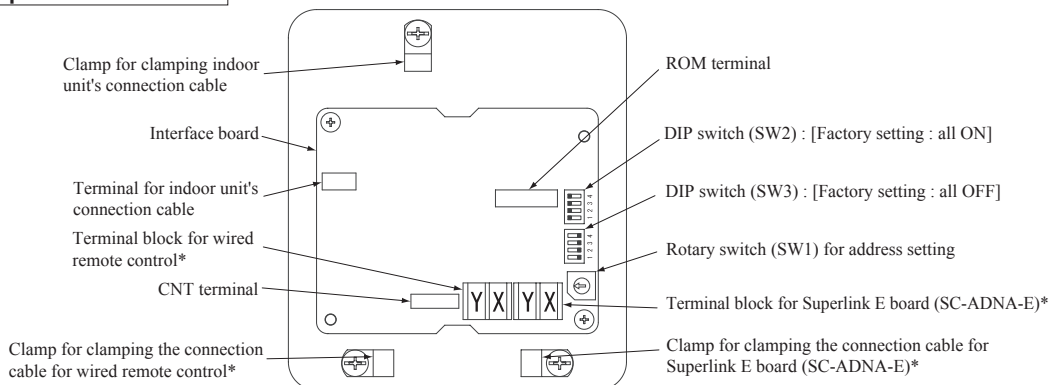 Clamp for clamping indoor
unit's connection cable
Interface board
Terminal for indoor unit's
connection cable
Terminal block for wired
remote control*
CNT terminal
Clamp for clamping the connection
cable for wired remote control*
ROM terminal
DIP switch (SW2) : [Factory setting : all ON]
DIP switch (SW3) : [Factory setting : all OFF]
Rotary switch (SW1) for address setting
Terminal block for Superlink E board (SC-ADNA-E)*
Clamp for clamping the connection cable for
Superlink E board (SC-ADNA-E)*
1 2 3 4
1 2 3 4
Y X Y X